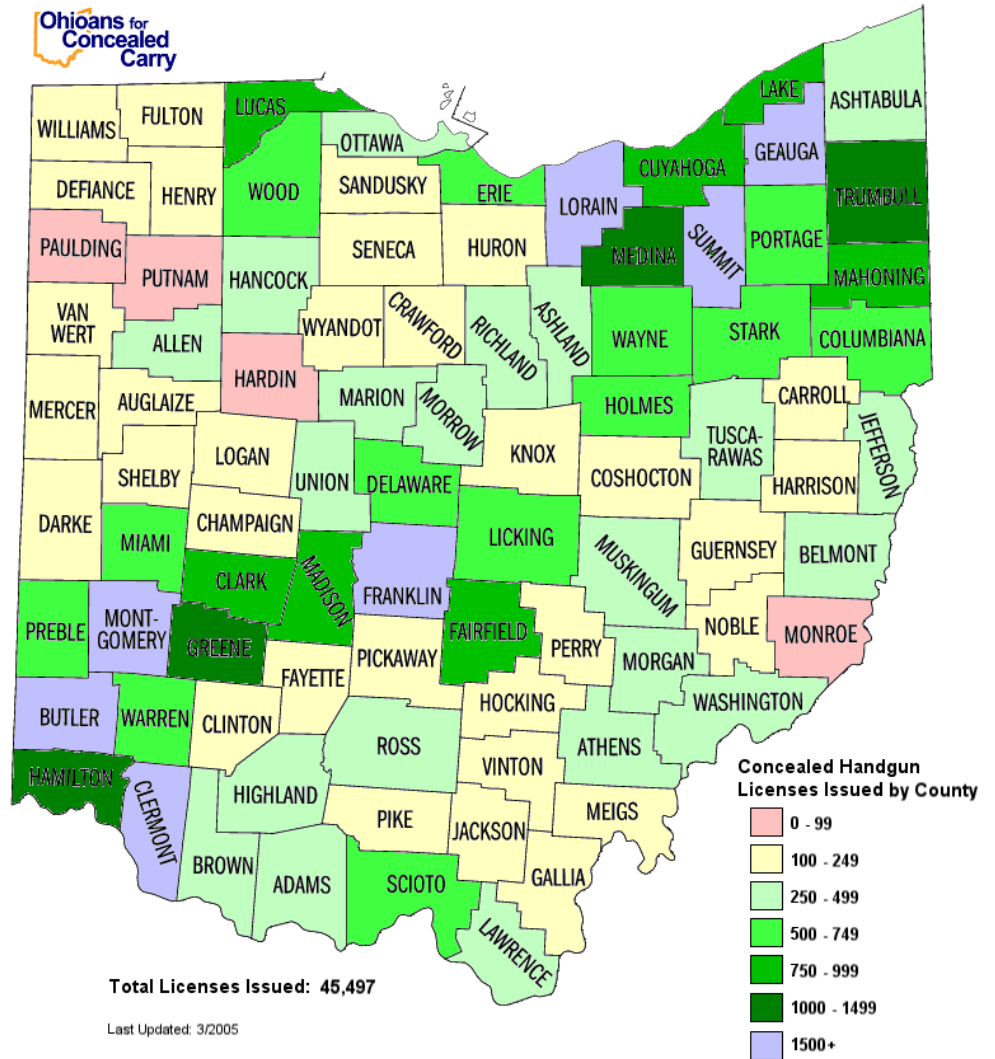 Ohioans for
Concealed
Carry
LAKE
ASHTABULA
LUCAS
FULTON
WILLIAMS
OTTAWA
GEAUGA
CUYAHOGA
DEFIANCE
HENRY
WOOD
SANDUSKY
ERIE
LORAIN
TRUMBULL
PAULDING
PUTNAM
HANCOCK
SENECA
HURON
MEDINA
SUMMIT
PORTAGE
MAHONING
VAN
WERT
ALLEN
WYANDOT
CRAWFORD
RICHLAND
ASHLAND
WAYNE
STARK
COLUMBIANA
HARDIN
MERCER
AUGLAIZE
MARION
MORROW
HOLMES
CARROLL
JEFFERSON
TUSCA-
RAWAS
LOGAN
KNOX
COSHOCTON
HARRISON
SHELBY
UNION
DELAWARE
DARKE
MIAMI
CHAMPAIGN
LICKING
MUSKINGUM
GUERNSEY
BELMONT
CLARK
MADISON
FRANKLIN
PREBLE
MONT-
GOMERY
GREENE
FAIRFIELD
PERRY
NOBLE
MONROE
PICKAWAY
MORGAN
FAYETTE
HOCKING
WASHINGTON
BUTLER
WARREN
CLINTON
ROSS
ATHENS
VINTON
HAMILTON
CLERMONT
HIGHLAND
PIKE
JACKSON
MEIGS
BROWN
ADAMS
SCIOTO
GALLIA
LAWRENCE
Concealed Handgun
Licenses Issued by County
0 - 99
100 - 249
250 - 499
500 - 749
750 - 999
1000 - 1499
1500+
Total Licenses Issued: 45,497
Last Updated: 3/2005